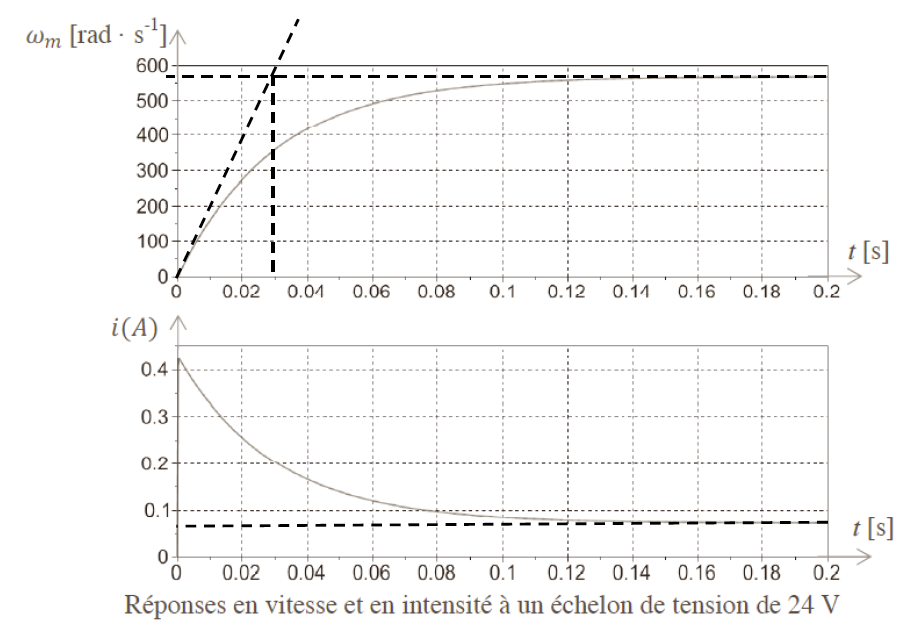 ω_m [rad · s⁻¹]
600
500
400
300
200
100
0
t [s]
0 0.02 0.04 0.06 0.08 0.1 0.12 0.14 0.16 0.18 0.2
i(A)
0.4
0.3
0.2
0.1
0
t [s]
0 0.02 0.04 0.06 0.08 0.1 0.12 0.14 0.16 0.18 0.2
Réponses en vitesse et en intensité à un échelon de tension de 24 V